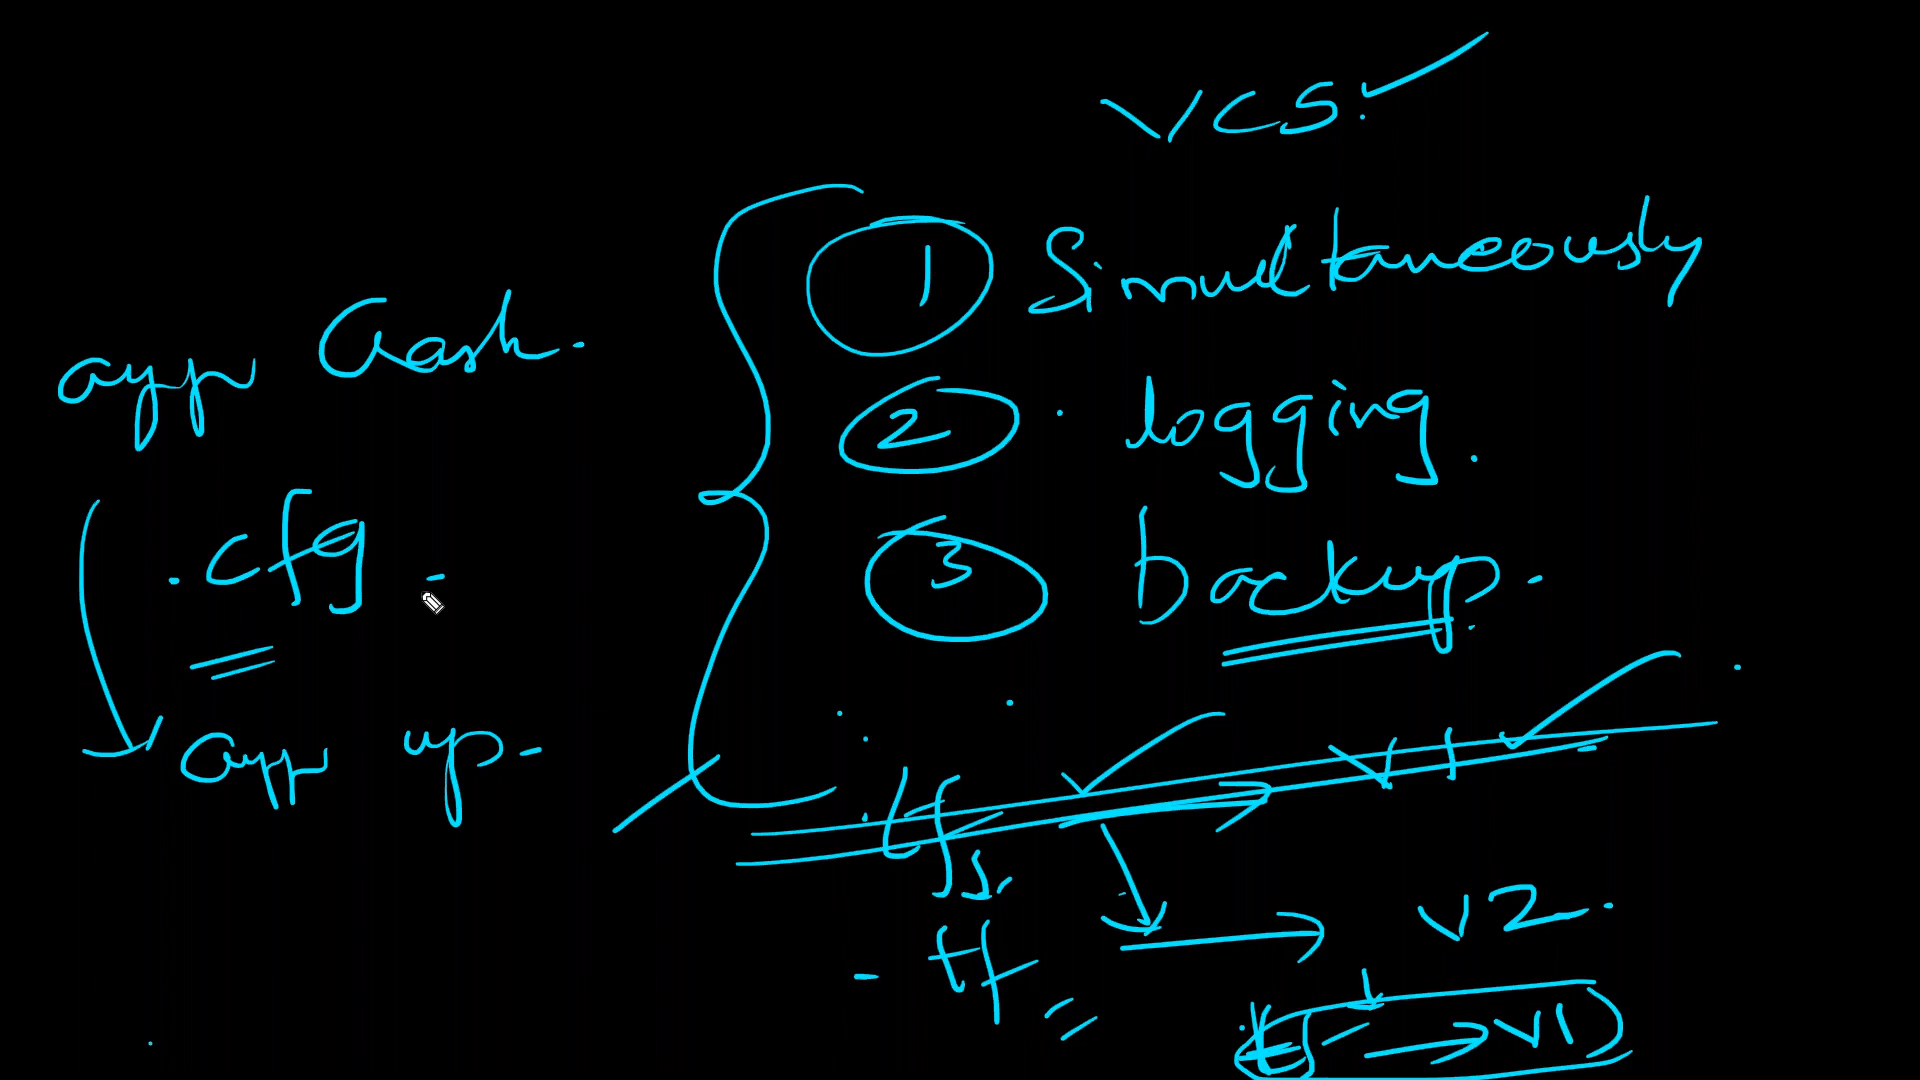 VCS.
1 Simultaneously
app Crash.
2 logging.
.cfg
3 backup.
app up.
V1
V2.
- tf
tf → V1